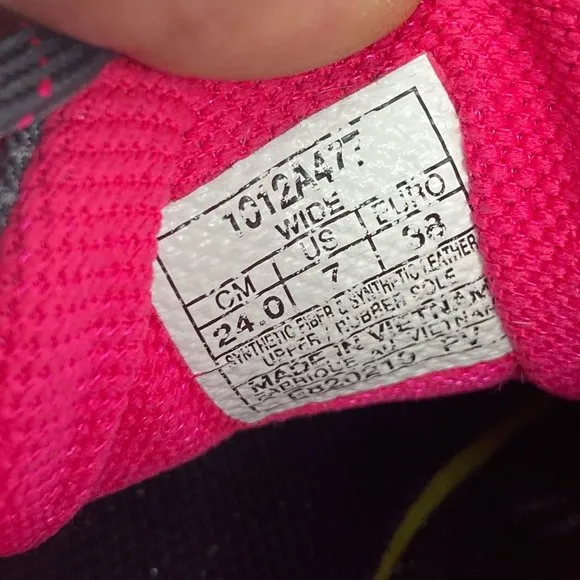 1012A477
WIDE
CM US EURO
24.0 7 38
SYNTHETIC FIBER & SYNTHETIC LEATHER
UPPER / RUBBER SOLE
MADE IN VIETNAM
FABRIQUE AU VIETNAM